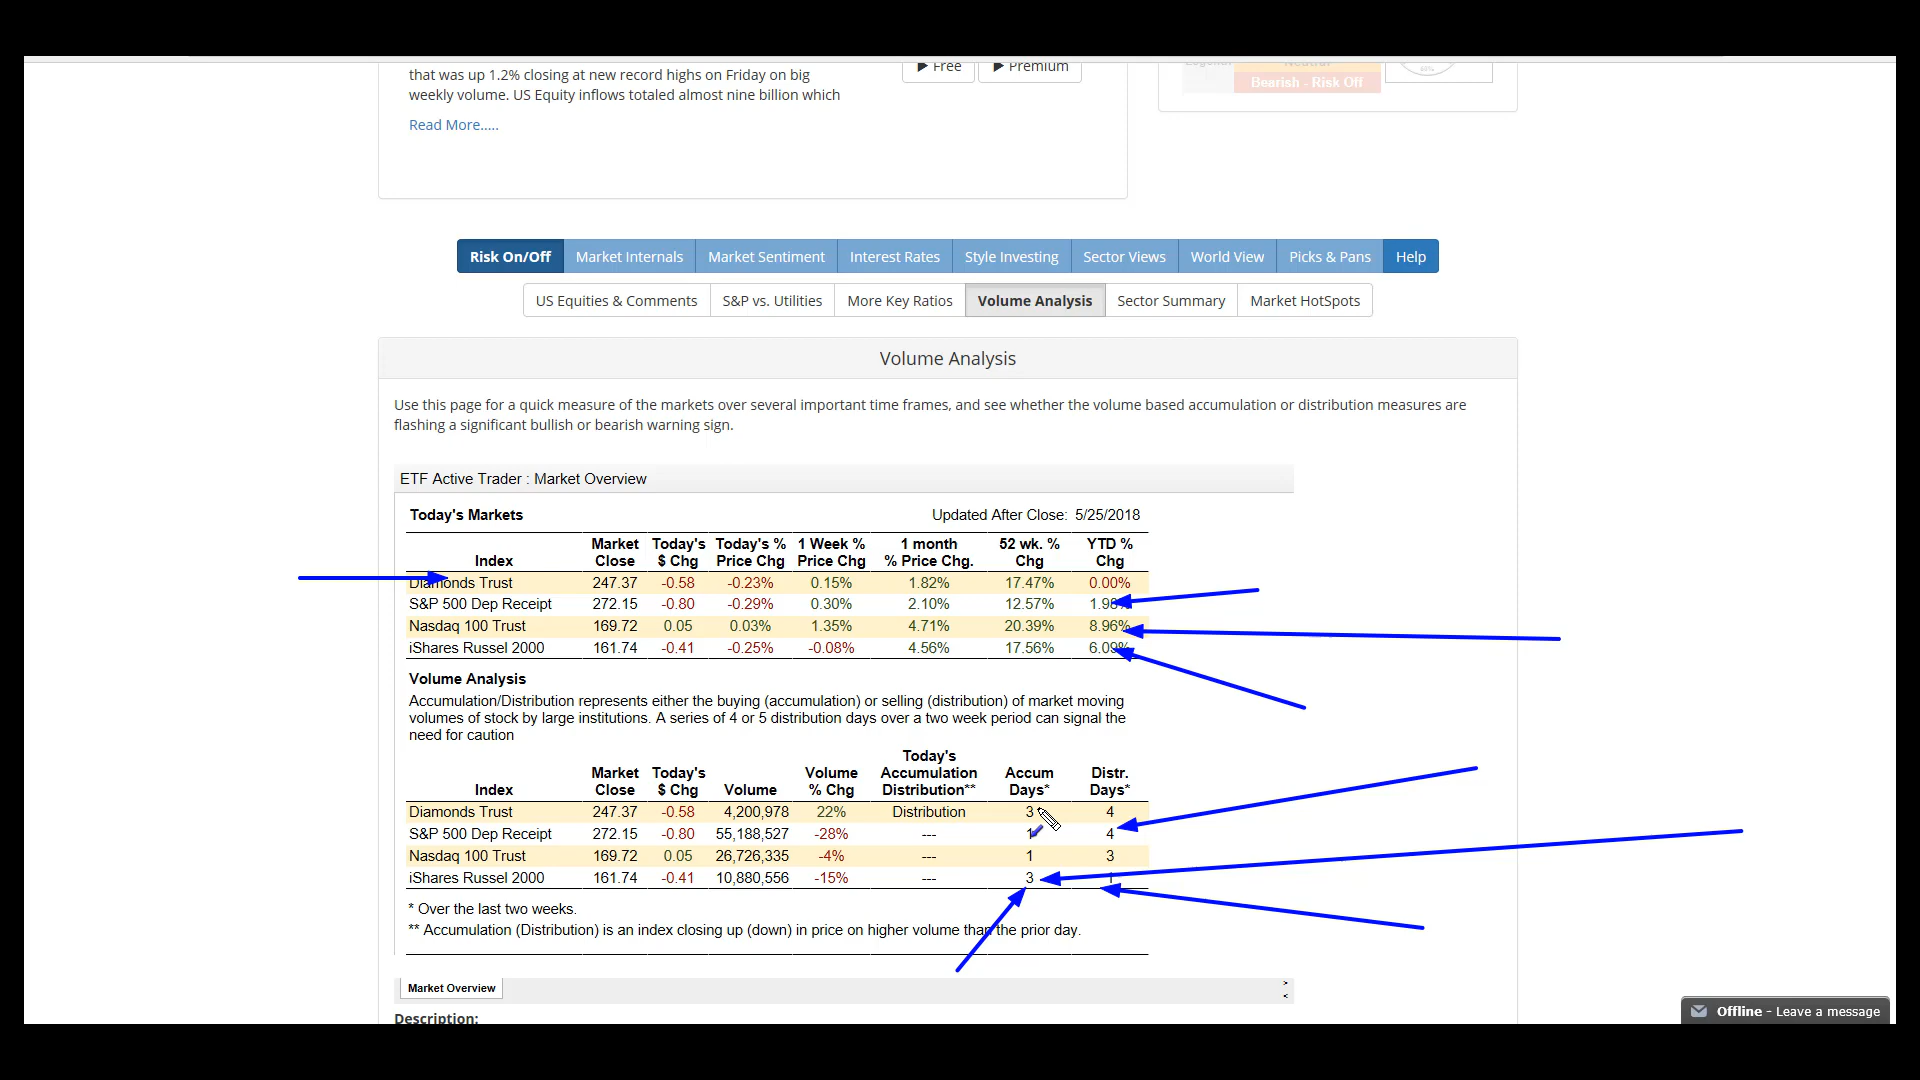 that was up 1.2% closing at new record highs on Friday on big
weekly volume. US Equity inflows totaled almost nine billion which
Read More.....
Free
Premium
Neutral
Bearish - Risk Off
Risk On/Off Market Internals Market Sentiment Interest Rates Style Investing Sector Views World View Picks & Pans Help
US Equities & Comments S&P vs. Utilities More Key Ratios Volume Analysis Sector Summary Market HotSpots
Volume Analysis
Use this page for a quick measure of the markets over several important time frames, and see whether the volume based accumulation or distribution measures are
flashing a significant bullish or bearish warning sign.
ETF Active Trader : Market Overview
Today's Markets Updated After Close: 5/25/2018
Market Today's Today's % 1 Week % 1 month 52 wk. % YTD %
Index Close $ Chg Price Chg Price Chg % Price Chg. Chg Chg
Diamonds Trust 247.37 -0.58 -0.23% 0.15% 1.82% 17.47% 0.00%
S&P 500 Dep Receipt 272.15 -0.80 -0.29% 0.30% 2.10% 12.57%
Nasdaq 100 Trust 169.72 0.05 0.03% 1.35% 4.71% 20.39% 8.96%
iShares Russel 2000 161.74 -0.41 -0.25% -0.08% 4.56% 17.56% 6.09%
Volume Analysis
Accumulation/Distribution represents either the buying (accumulation) or selling (distribution) of market moving
volumes of stock by large institutions. A series of 4 or 5 distribution days over a two week period can signal the
need for caution
Today's
Market Today's Volume Accumulation Accum Distr.
Index Close $ Chg Volume % Chg Distribution** Days* Days*
Diamonds Trust 247.37 -0.58 4,200,978 22% Distribution 3 4
S&P 500 Dep Receipt 272.15 -0.80 55,188,527 -28% --- 1 4
Nasdaq 100 Trust 169.72 0.05 26,726,335 -4% --- 1 3
iShares Russel 2000 161.74 -0.41 10,880,556 -15% --- 3 1
* Over the last two weeks.
** Accumulation (Distribution) is an index closing up (down) in price on higher volume than the prior day.
Market Overview
Description:
Offline - Leave a message